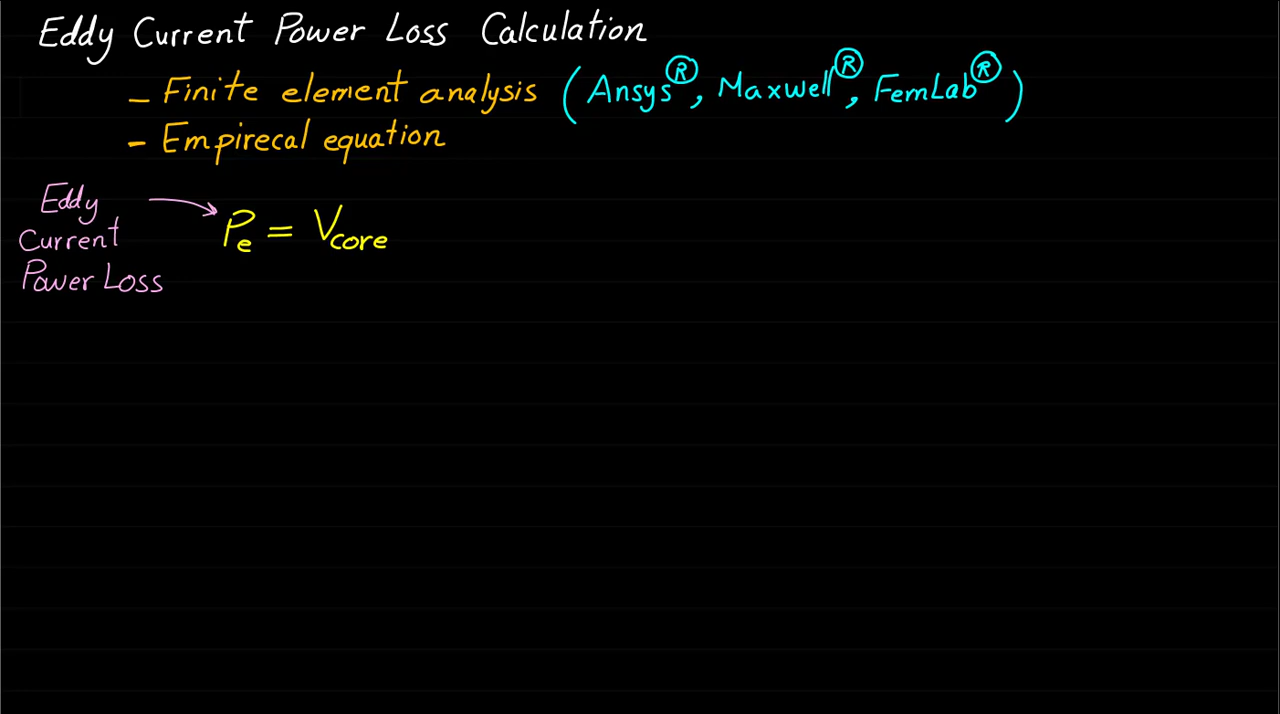 Eddy Current Power Loss Calculation
- Finite element analysis (Ansys®, Maxwell®, FemLab®)
- Empirecal equation
Eddy
Current
Power Loss
Pe = Vcore